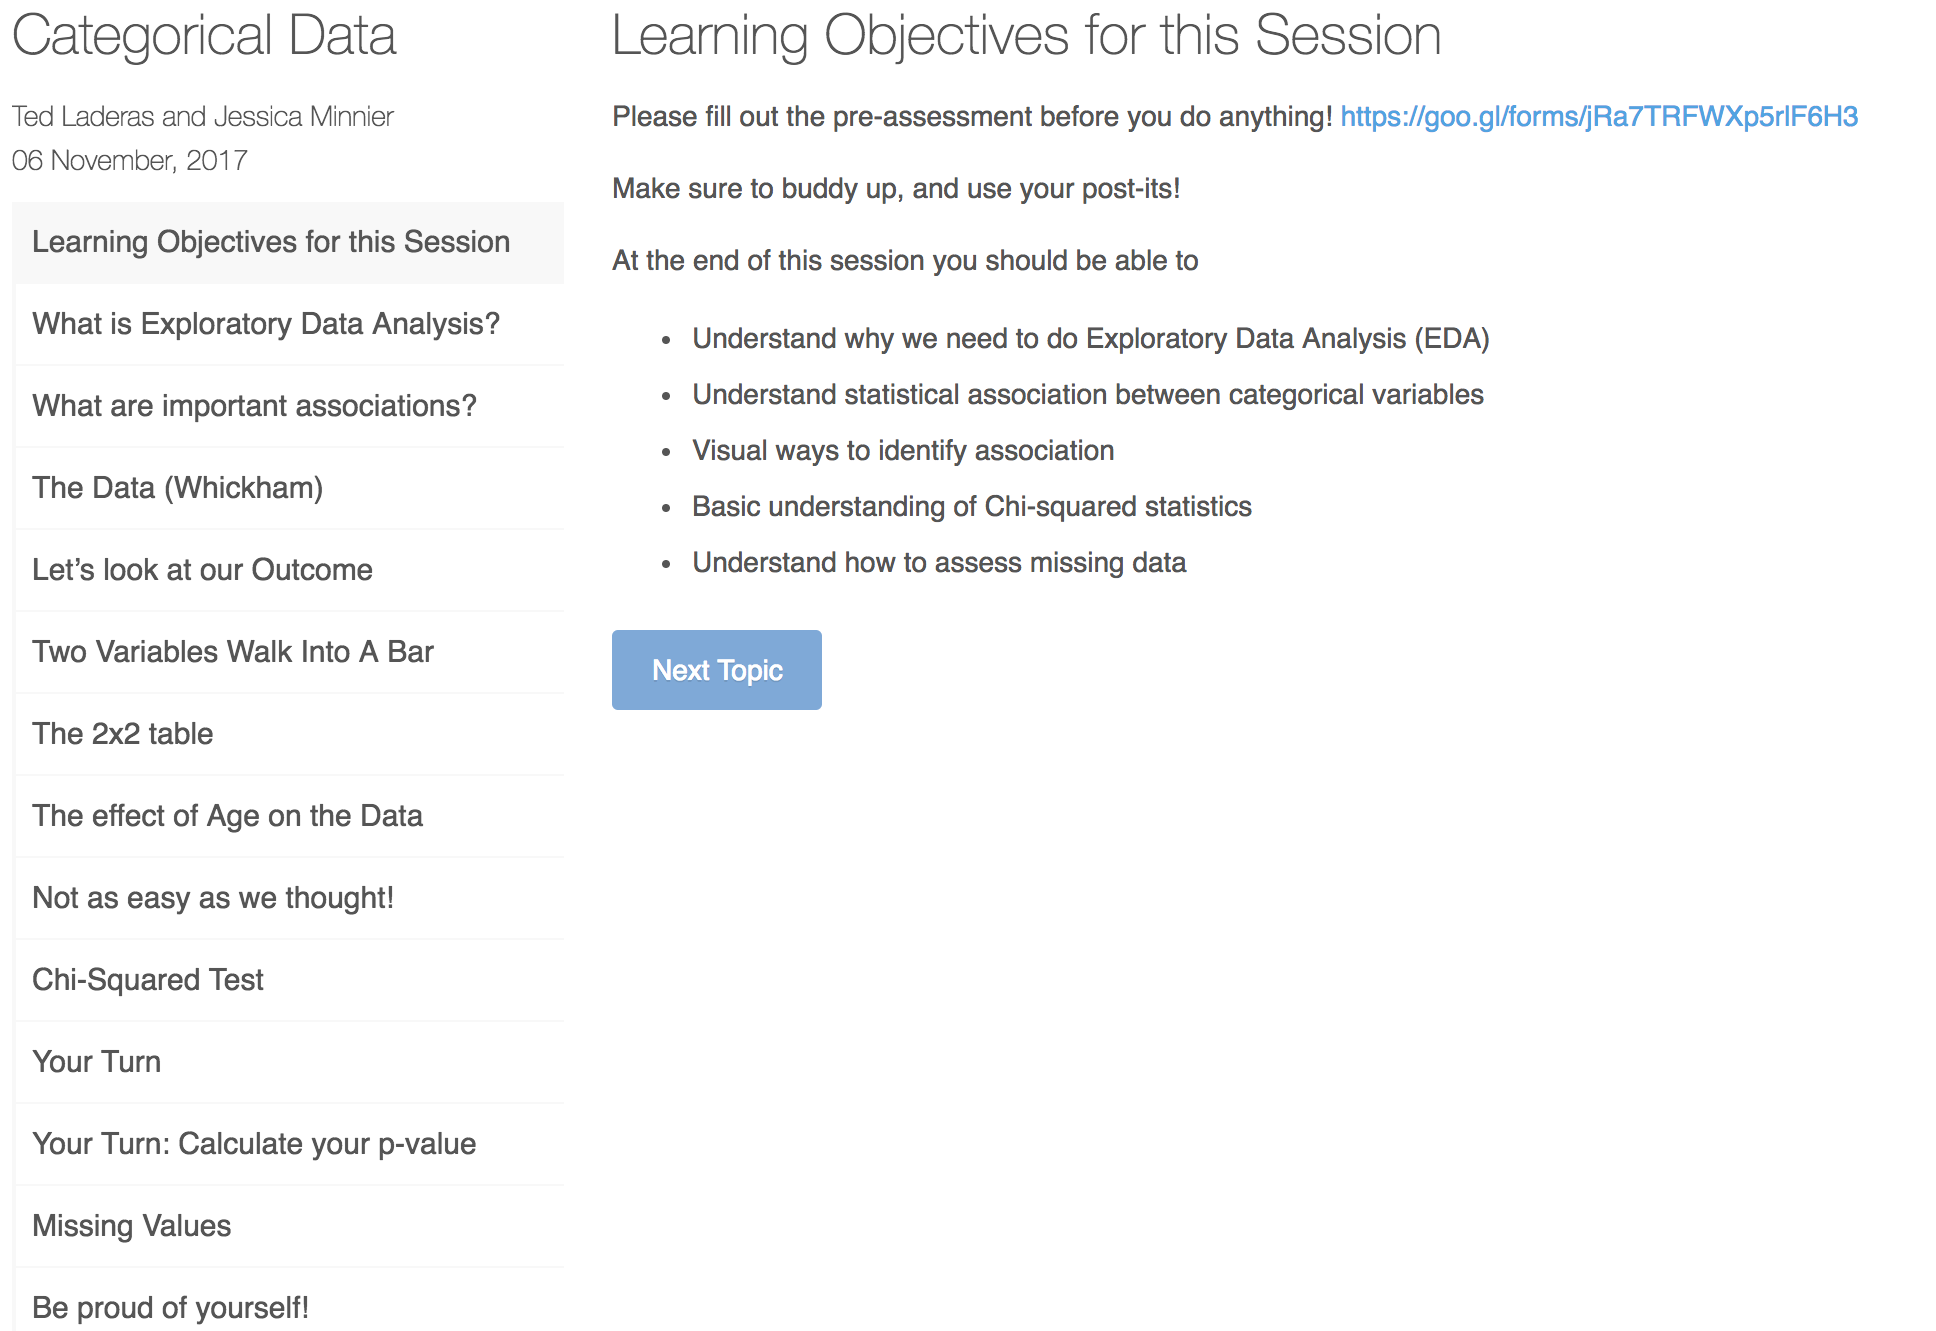 Categorical Data
Ted Laderas and Jessica Minnier
06 November, 2017
Learning Objectives for this Session
What is Exploratory Data Analysis?
What are important associations?
The Data (Whickham)
Let’s look at our Outcome
Two Variables Walk Into A Bar
The 2x2 table
The effect of Age on the Data
Not as easy as we thought!
Chi-Squared Test
Your Turn
Your Turn: Calculate your p-value
Missing Values
Be proud of yourself!
Learning Objectives for this Session
Please fill out the pre-assessment before you do anything! https://goo.gl/forms/jRa7TRFWXp5rlF6H3
Make sure to buddy up, and use your post-its!
At the end of this session you should be able to
• Understand why we need to do Exploratory Data Analysis (EDA)
• Understand statistical association between categorical variables
• Visual ways to identify association
• Basic understanding of Chi-squared statistics
• Understand how to assess missing data
Next Topic